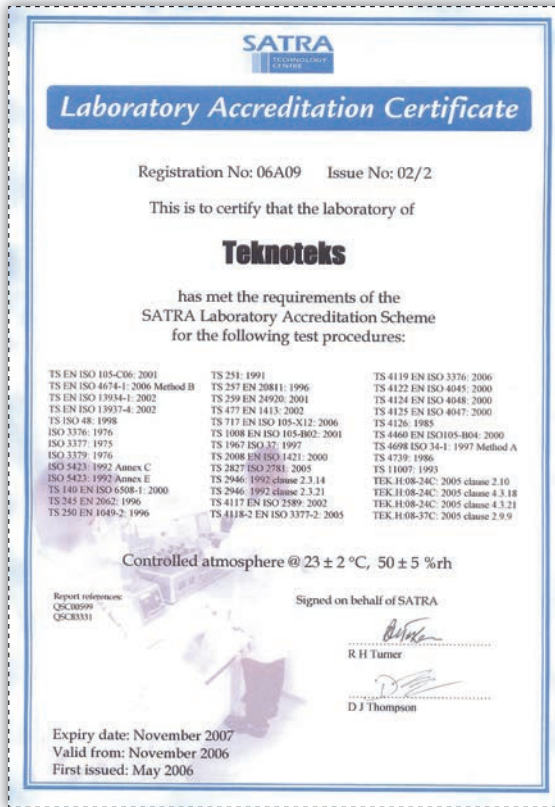 SATRA
TECHNOLOGY
CENTRE
Laboratory Accreditation Certificate
Registration No: 06A09 Issue No: 02/2
This is to certify that the laboratory of
Teknoteks
has met the requirements of the
SATRA Laboratory Accreditation Scheme
for the following test procedures:
TS EN ISO 105-C06: 2001
TS EN ISO 4674-1: 2006 Method B
TS EN ISO 13934-1: 2002
TS EN ISO 13937-4: 2002
TS ISO 48: 1998
ISO 3376: 1976
ISO 3377: 1975
ISO 3379: 1976
ISO 5423: 1992 Annex C
ISO 5423: 1992 Annex E
TS 140 EN ISO 6508-1: 2000
TS 245 EN 2062: 1996
TS 250 EN 1049-2: 1996
TS 251: 1991
TS 257 EN 20811: 1996
TS 259 EN 24920: 2001
TS 477 EN 1413: 2002
TS 717 EN ISO 105-X12: 2006
TS 1008 EN ISO 105-B02: 2001
TS 1967 ISO 37: 1997
TS 2008 EN ISO 1421: 2000
TS 2827 ISO 2781: 2005
TS 2946: 1992 clause 2.3.14
TS 2946: 1992 clause 2.3.21
TS 4117 EN ISO 2589: 2002
TS 4118-2 EN ISO 3377-2: 2005
TS 4119 EN ISO 3376: 2006
TS 4122 EN ISO 4045: 2000
TS 4124 EN ISO 4048: 2000
TS 4125 EN ISO 4047: 2000
TS 4126: 1985
TS 4460 EN ISO105-B04: 2000
TS 4698 ISO 34-1: 1997 Method A
TS 4739: 1986
TS 11007: 1993
TEK.H:08-24C: 2005 clause 2.10
TEK.H:08-24C: 2005 clause 4.3.18
TEK.H:08-24C: 2005 clause 4.3.21
TEK.H:08-37C: 2005 clause 2.9.9
Controlled atmosphere @ 23 ± 2 °C, 50 ± 5 %rh
Report references:
QSC00599
QSC83331
Signed on behalf of SATRA
R H Turner
D J Thompson
Expiry date: November 2007
Valid from: November 2006
First issued: May 2006